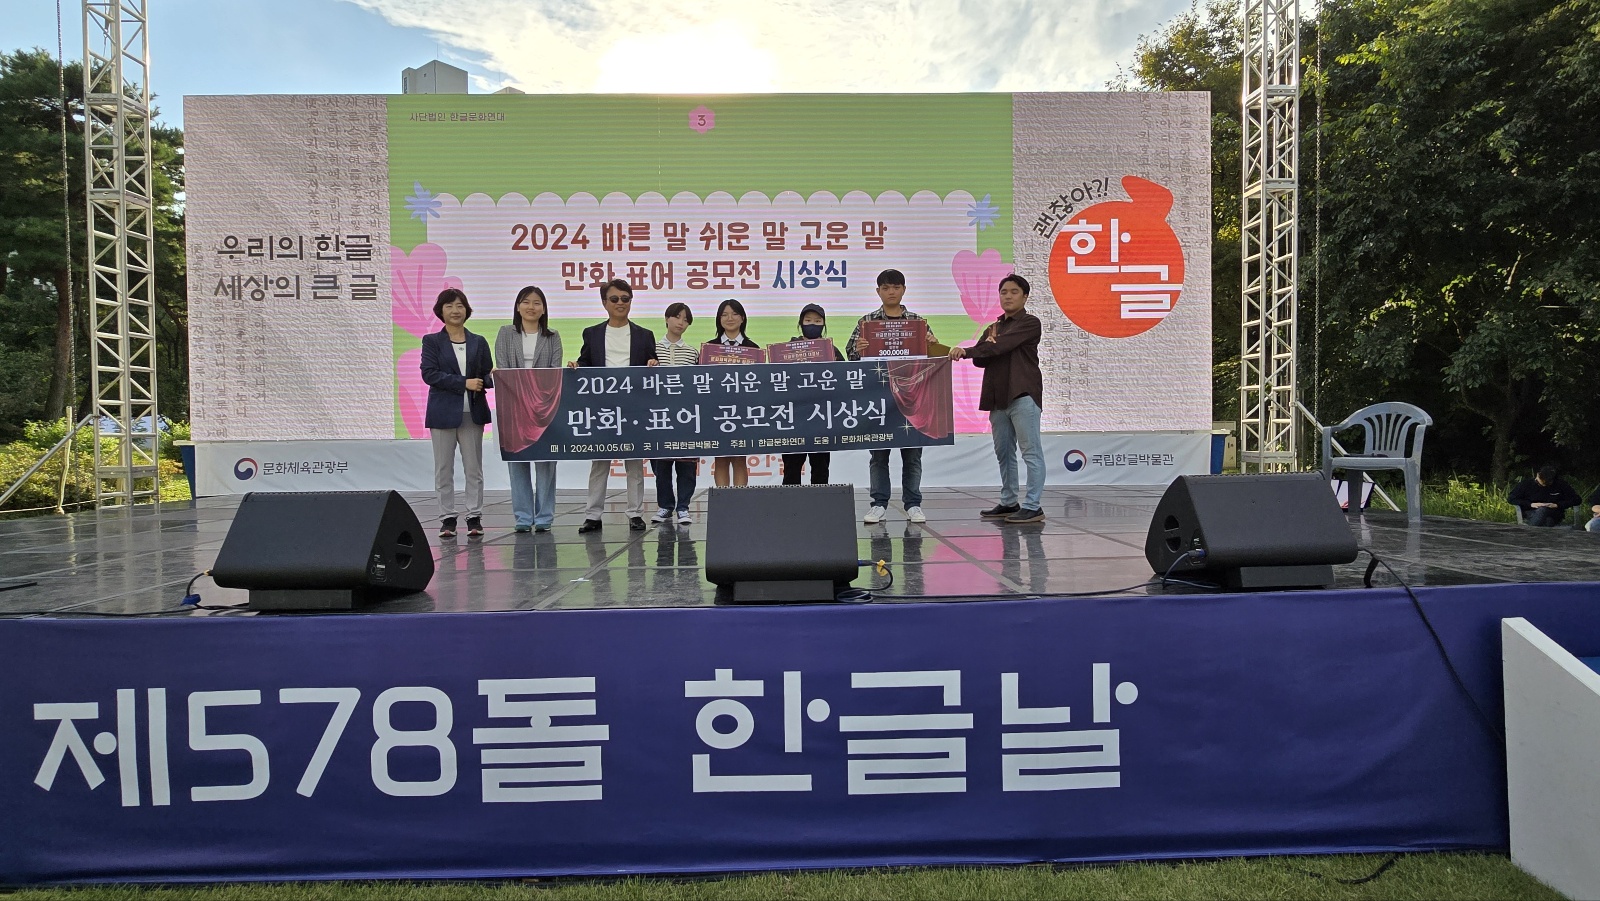 사단법인 한글문화연대
3
2024 바른 말 쉬운 말 고운 말
만화 표어 공모전 시상식
우리의 한글
세상의 큰 글
괜찮아?!
한글
2024 바른 말 쉬운 말 고운 말
만화·표어 공모전 시상식
때 | 2024.10.05.(토) 곳 | 국립한글박물관 주최 | 한글문화연대 도움 | 문화체육관광부
300,000원
문화체육관광부
국립한글박물관
제578돌 한글날